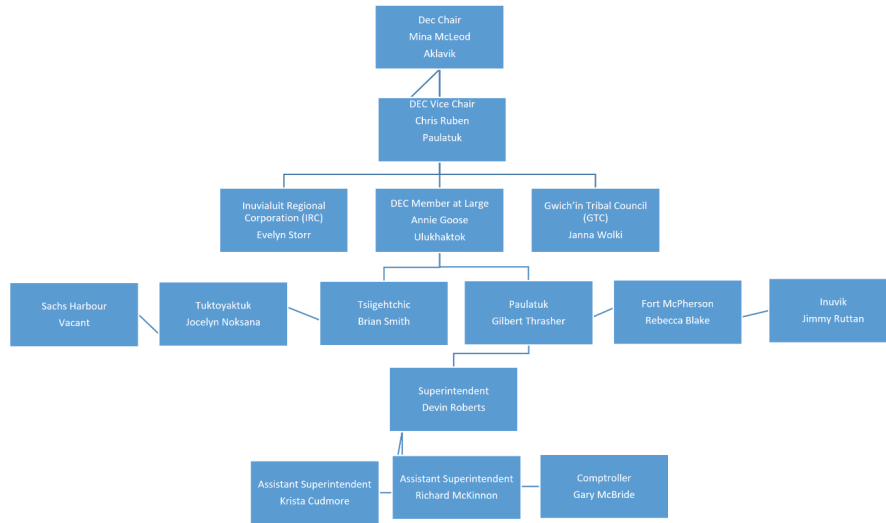 Dec Chair
Mina McLeod
Aklavik
DEC Vice Chair
Chris Ruben
Paulatuk
Inuvialuit Regional
Corporation (IRC)
Evelyn Storr
DEC Member at Large
Annie Goose
Ulukhaktok
Gwich'in Tribal Council
(GTC)
Janna Wolki
Sachs Harbour
Vacant
Tuktoyaktuk
Jocelyn Noksana
Tsiigehtchic
Brian Smith
Paulatuk
Gilbert Thrasher
Fort McPherson
Rebecca Blake
Inuvik
Jimmy Ruttan
Superintendent
Devin Roberts
Assistant Superintendent
Krista Cudmore
Assistant Superintendent
Richard McKinnon
Comptroller
Gary McBride